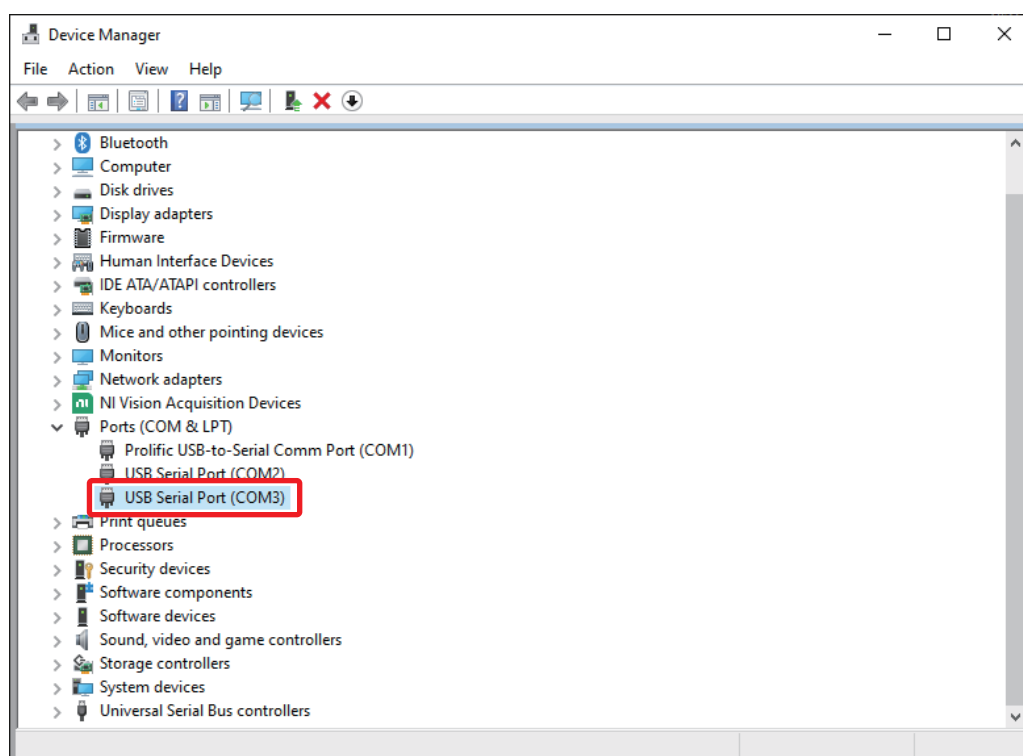 Device Manager
File Action View Help
Bluetooth
Computer
Disk drives
Display adapters
Firmware
Human Interface Devices
IDE ATA/ATAPI controllers
Keyboards
Mice and other pointing devices
Monitors
Network adapters
NI Vision Acquisition Devices
Ports (COM & LPT)
Prolific USB-to-Serial Comm Port (COM1)
USB Serial Port (COM2)
USB Serial Port (COM3)
Print queues
Processors
Security devices
Software components
Software devices
Sound, video and game controllers
Storage controllers
System devices
Universal Serial Bus controllers